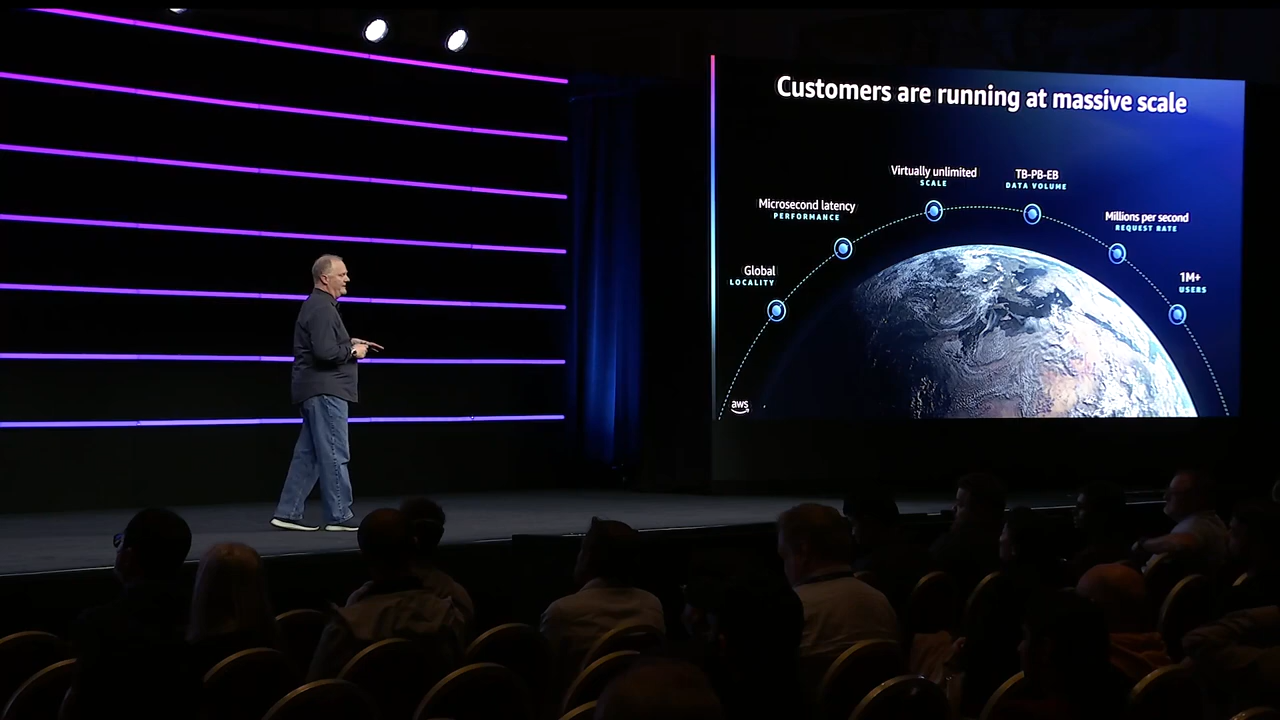 Customers are running at massive scale
Virtually unlimited
SCALE
TB-PB-EB
DATA VOLUME
Microsecond latency
PERFORMANCE
Millions per second
REQUEST RATE
Global
LOCALITY
1M+
USERS
aws